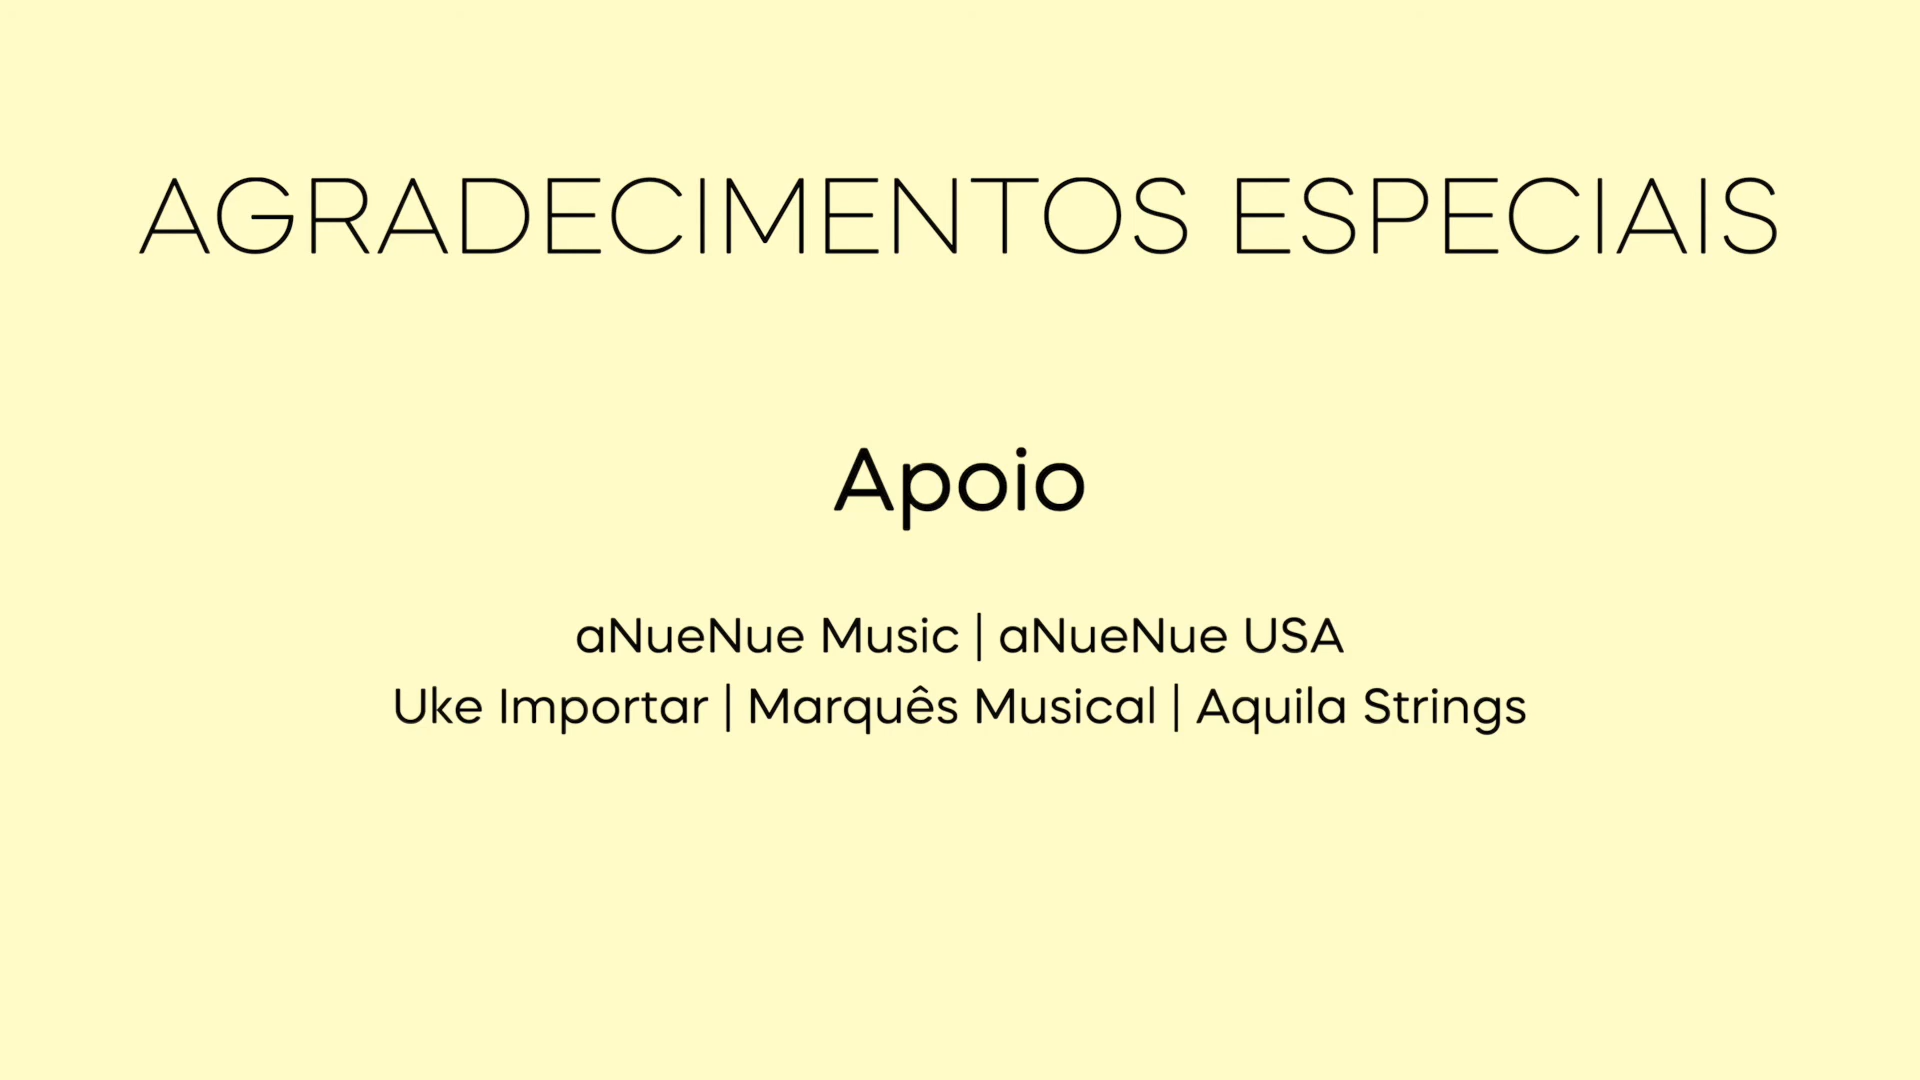 AGRADECIMENTOS ESPECIAIS
Apoio
aNueNue Music | aNueNue USA
Uke Importar | Marquês Musical | Aquila Strings